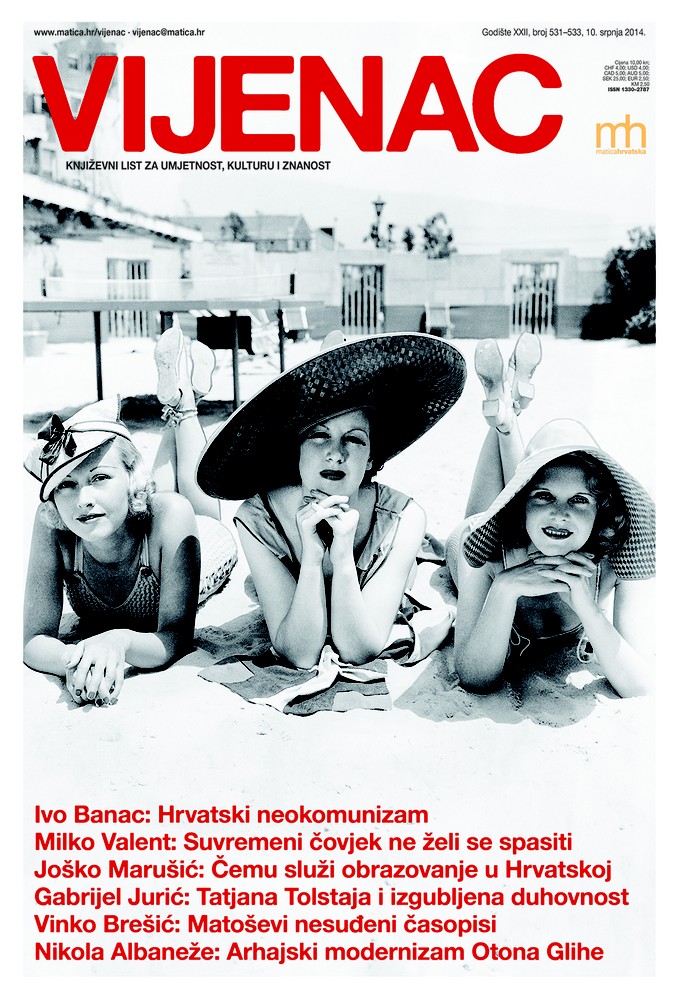 www.matica.hr/vijenac - vijenac@matica.hr
Godište XXII, broj 531–533, 10. srpnja 2014.
VIJENAC
Cijena 10,00 kn;
CHF 4,00; USD 4,00;
CAD 5,00; AUD 5,00;
SEK 25,00; EUR 2,50;
KM 2,50
ISSN 1330–2787
mh
maticahrvatska
KNJIŽEVNI LIST ZA UMJETNOST, KULTURU I ZNANOST
Ivo Banac: Hrvatski neokomunizam
Milko Valent: Suvremeni čovjek ne želi se spasiti
Joško Marušić: Čemu služi obrazovanje u Hrvatskoj
Gabrijel Jurić: Tatjana Tolstaja i izgubljena duhovnost
Vinko Brešić: Matoševi nesuđeni časopisi
Nikola Albaneže: Arhajski modernizam Otona Glihe